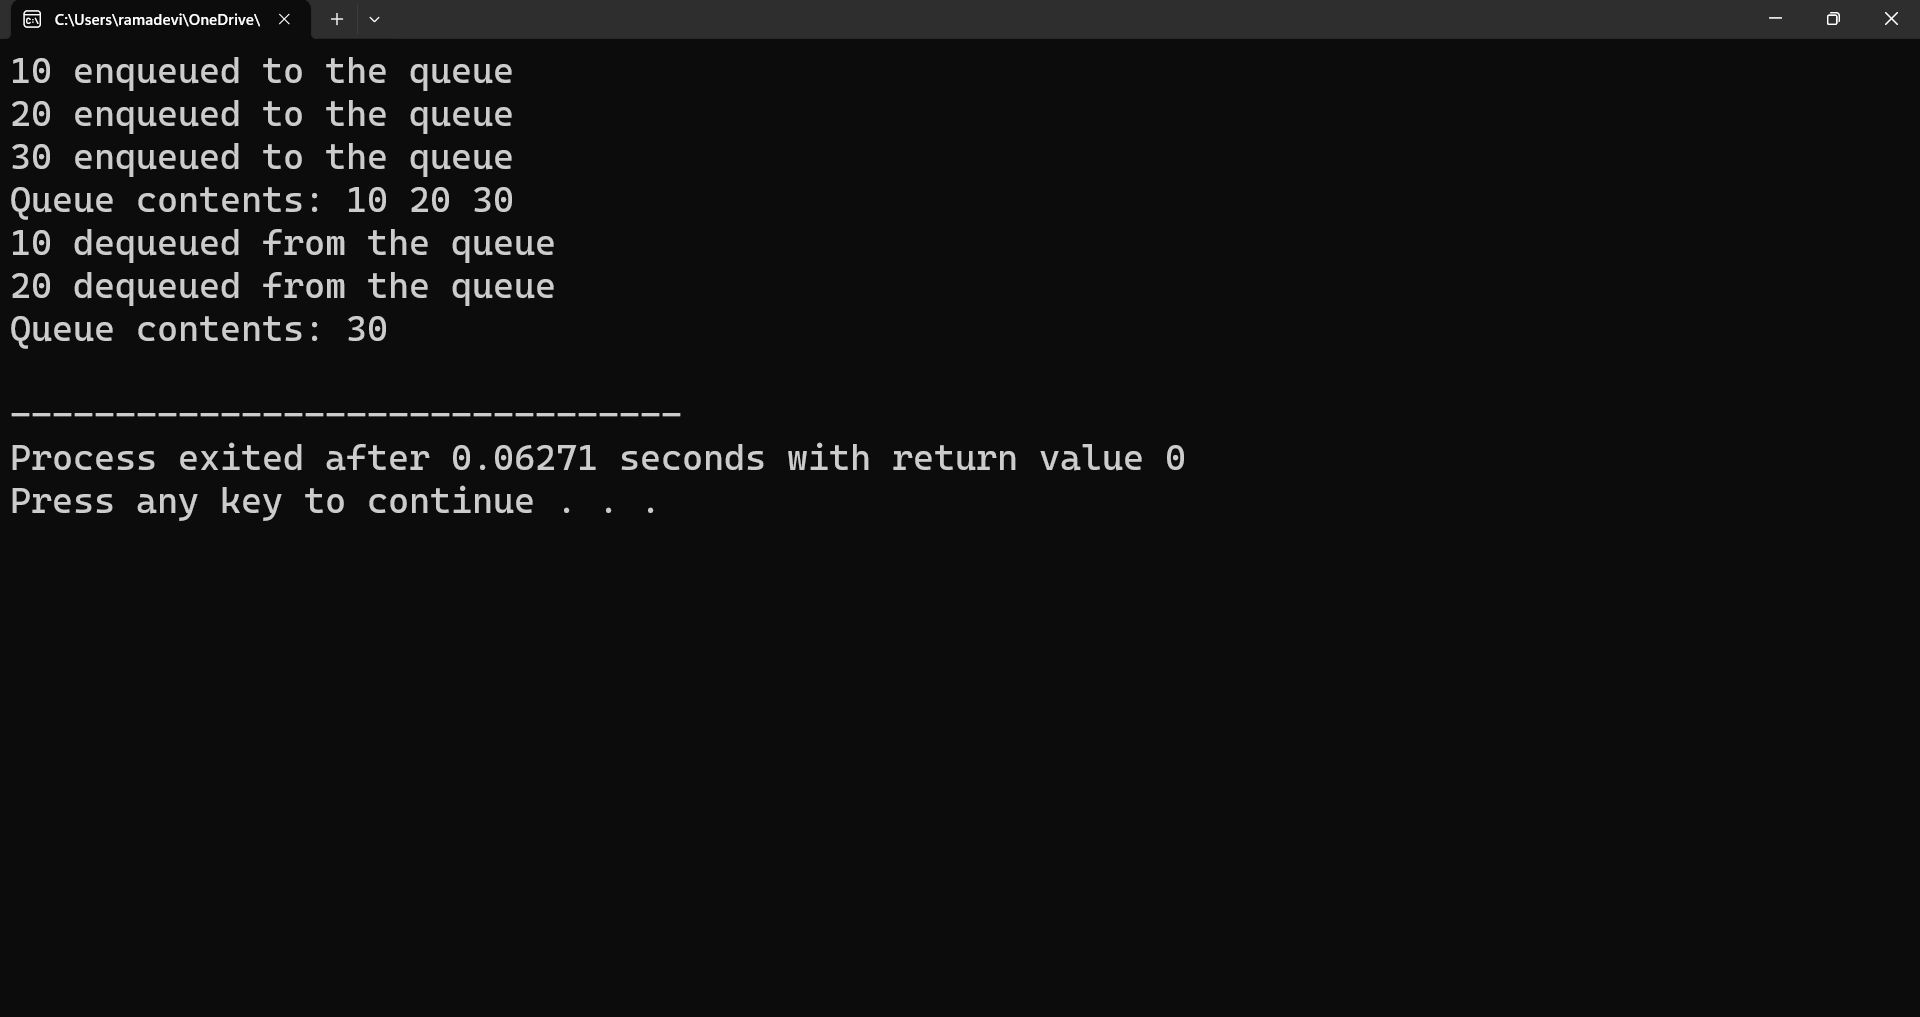 C:\Users\ramadevi\OneDrive\
10 enqueued to the queue
20 enqueued to the queue
30 enqueued to the queue
Queue contents: 10 20 30
10 dequeued from the queue
20 dequeued from the queue
Queue contents: 30
--------------------------------
Process exited after 0.06271 seconds with return value 0
Press any key to continue . . .